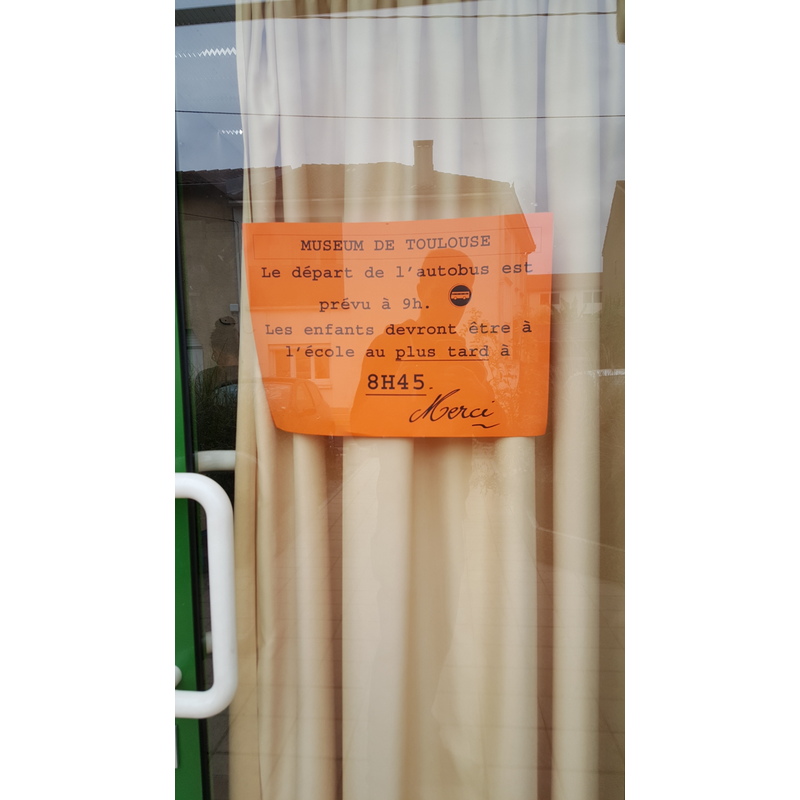 MUSEUM DE TOULOUSE
Le départ de l'autobus est
prévu à 9h.
Les enfants devront être à
l'école au plus tard à
8H45.
Merci